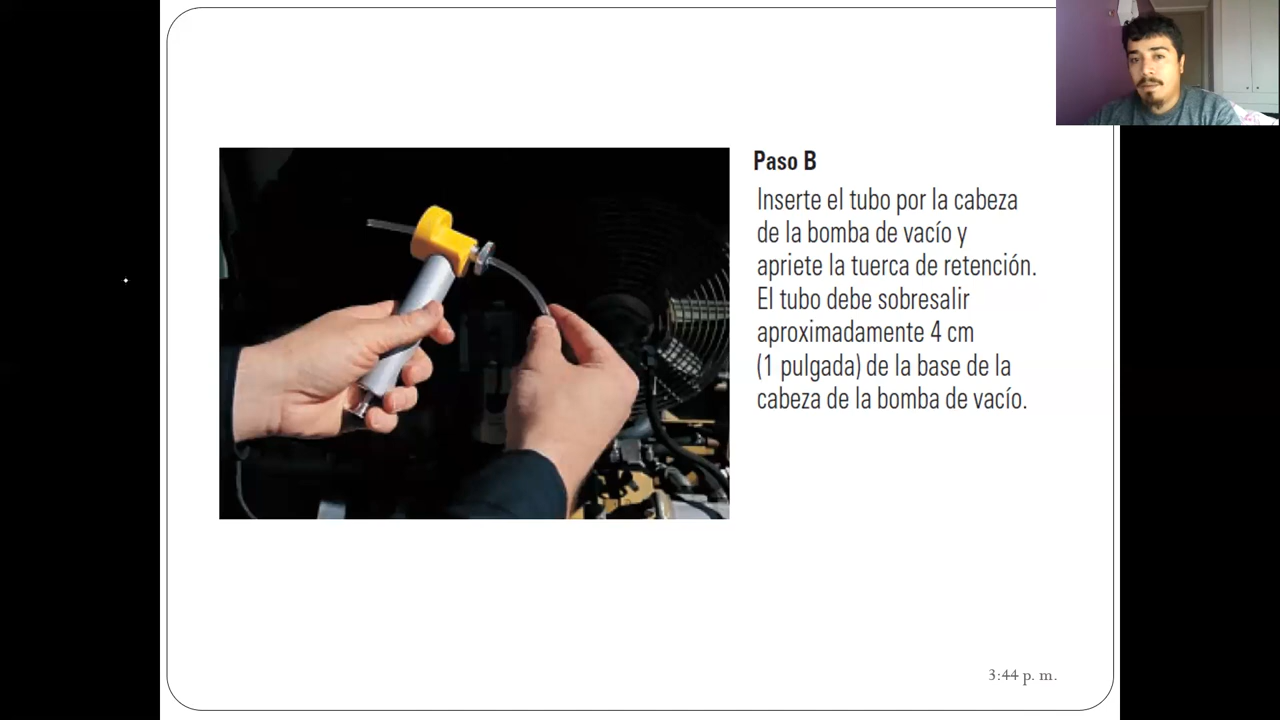 Paso B
Inserte el tubo por la cabeza
de la bomba de vacío y
apriete la tuerca de retención.
El tubo debe sobresalir
aproximadamente 4 cm
(1 pulgada) de la base de la
cabeza de la bomba de vacío.
3:44 p. m.